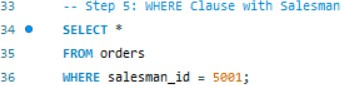 33 -- Step 5: WHERE Clause with Salesman
34 SELECT *
35 FROM orders
36 WHERE salesman_id = 5001;